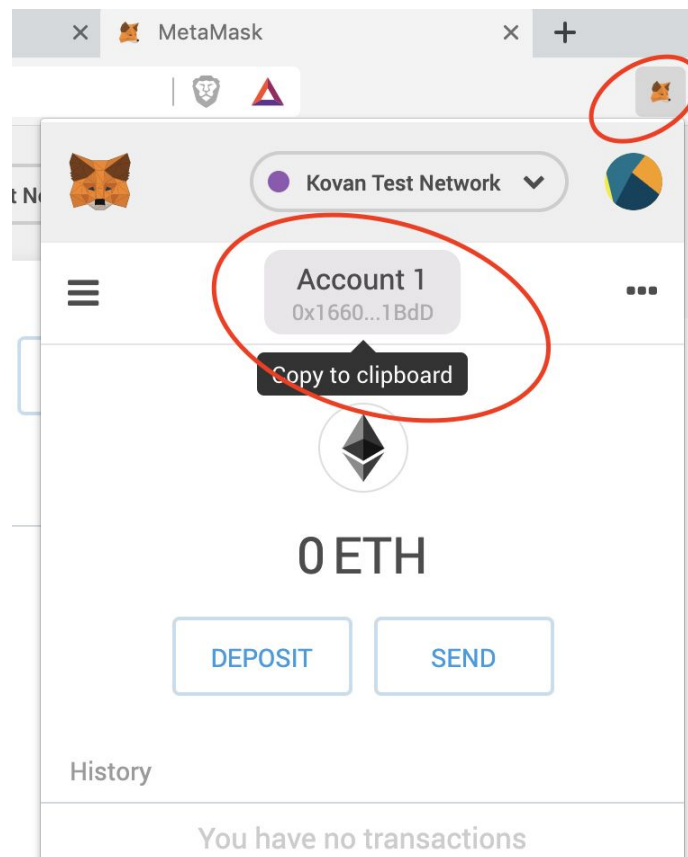 MetaMask
Kovan Test Network
Account 1
0x1660...1BdD
Copy to clipboard
0 ETH
DEPOSIT
SEND
History
You have no transactions